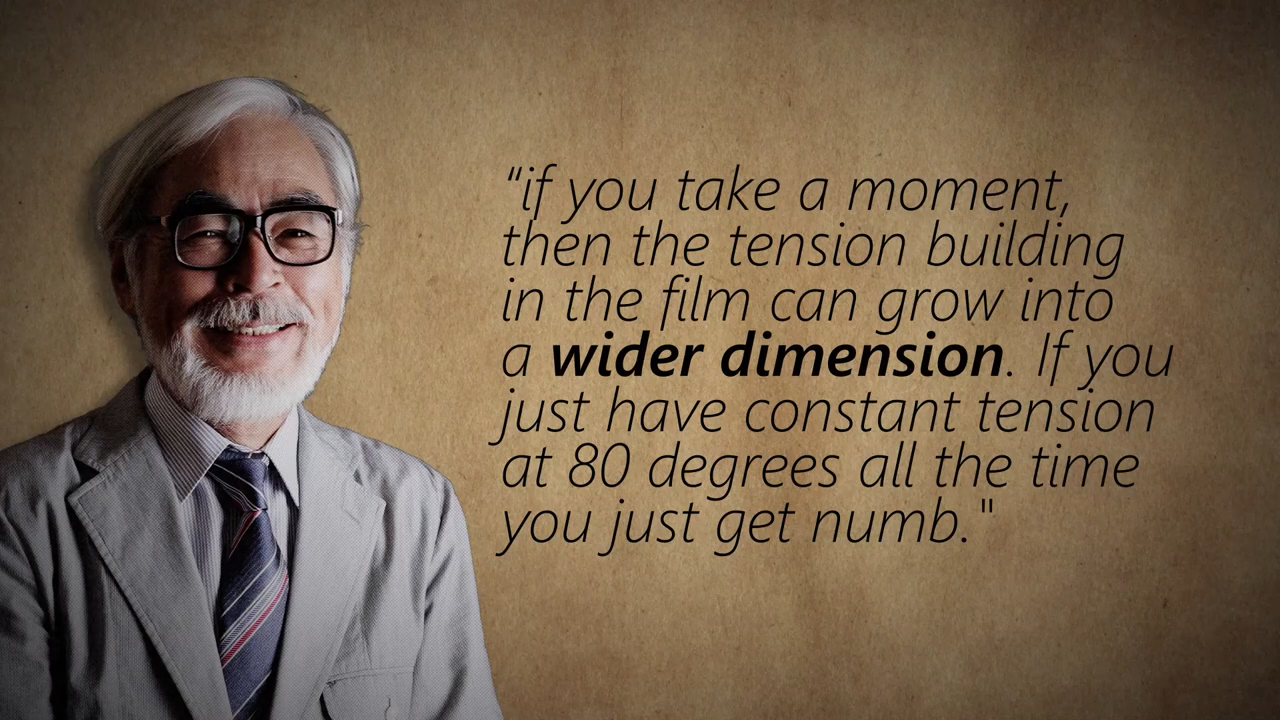 “if you take a moment,
then the tension building
in the film can grow into
a wider dimension. If you
just have constant tension
at 80 degrees all the time
you just get numb."